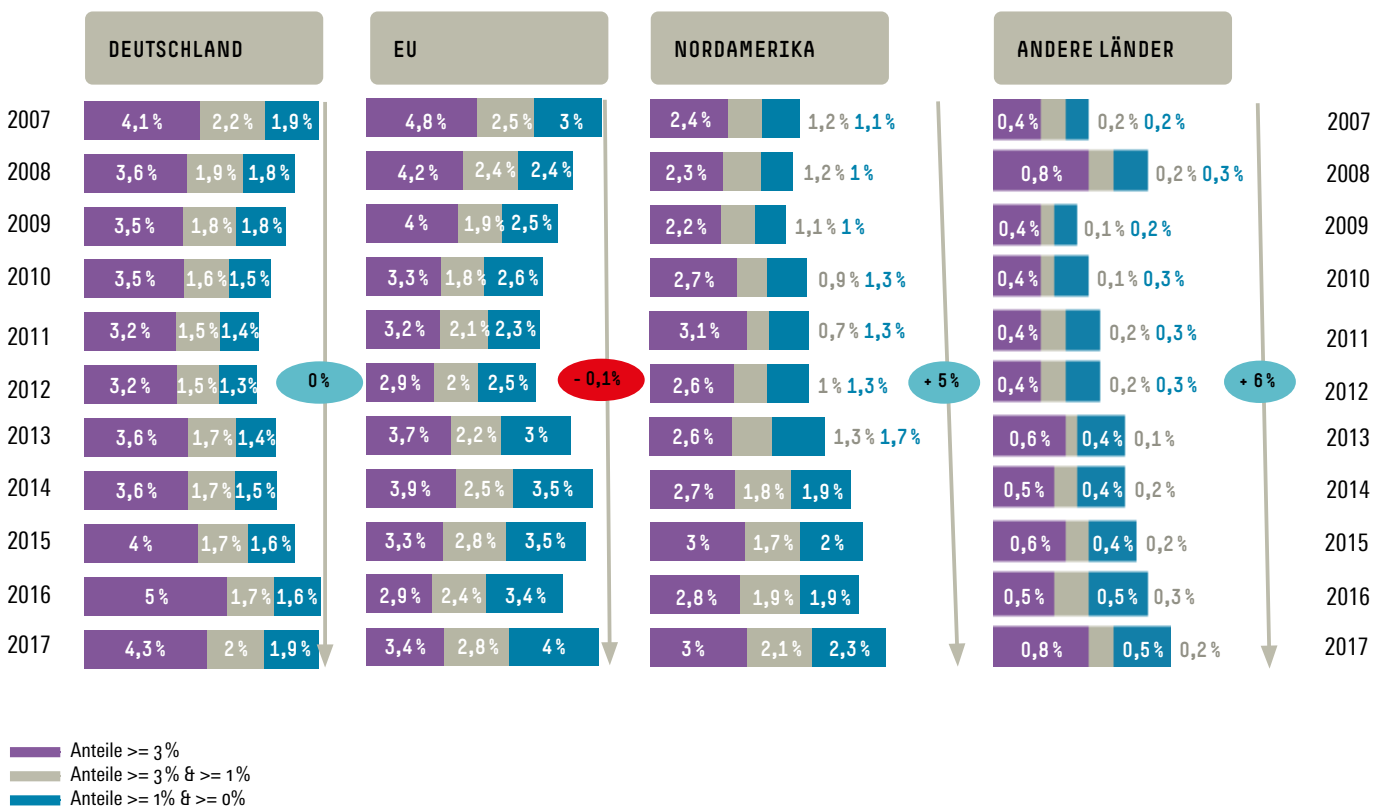 DEUTSCHLAND EU NORDAMERIKA ANDERE LÄNDER
2007 4,1 % 2,2 % 1,9 % 4,8 % 2,5 % 3 % 2,4 % 1,2 % 1,1 % 0,4 % 0,2 % 0,2 % 2007
2008 3,6 % 1,9 % 1,8 % 4,2 % 2,4 % 2,4 % 2,3 % 1,2 % 1 % 0,8 % 0,2 % 0,3 % 2008
2009 3,5 % 1,8 % 1,8 % 4 % 1,9 % 2,5 % 2,2 % 1,1 % 1 % 0,4 % 0,1 % 0,2 % 2009
2010 3,5 % 1,6 % 1,5 % 3,3 % 1,8 % 2,6 % 2,7 % 0,9 % 1,3 % 0,4 % 0,1 % 0,3 % 2010
2011 3,2 % 1,5 % 1,4 % 3,2 % 2,1 % 2,3 % 3,1 % 0,7 % 1,3 % 0,4 % 0,2 % 0,3 % 2011
2012 3,2 % 1,5 % 1,3 % 0 % 2,9 % 2 % 2,5 % - 0,1% 2,6 % 1 % 1,3 % + 5 % 0,4 % 0,2 % 0,3 % + 6 % 2012
2013 3,6 % 1,7 % 1,4 % 3,7 % 2,2 % 3 % 2,6 % 1,3 % 1,7 % 0,6 % 0,4 % 0,1 % 2013
2014 3,6 % 1,7 % 1,5 % 3,9 % 2,5 % 3,5 % 2,7 % 1,8 % 1,9 % 0,5 % 0,4 % 0,2 % 2014
2015 4 % 1,7 % 1,6 % 3,3 % 2,8 % 3,5 % 3 % 1,7 % 2 % 0,6 % 0,4 % 0,2 % 2015
2016 5 % 1,7 % 1,6 % 2,9 % 2,4 % 3,4 % 2,8 % 1,9 % 1,9 % 0,5 % 0,5 % 0,3 % 2016
2017 4,3 % 2 % 1,9 % 3,4 % 2,8 % 4 % 3 % 2,1 % 2,3 % 0,8 % 0,5 % 0,2 % 2017
Anteile >= 3 %
Anteile >= 3 % & >= 1 %
Anteile >= 1% & >= 0%